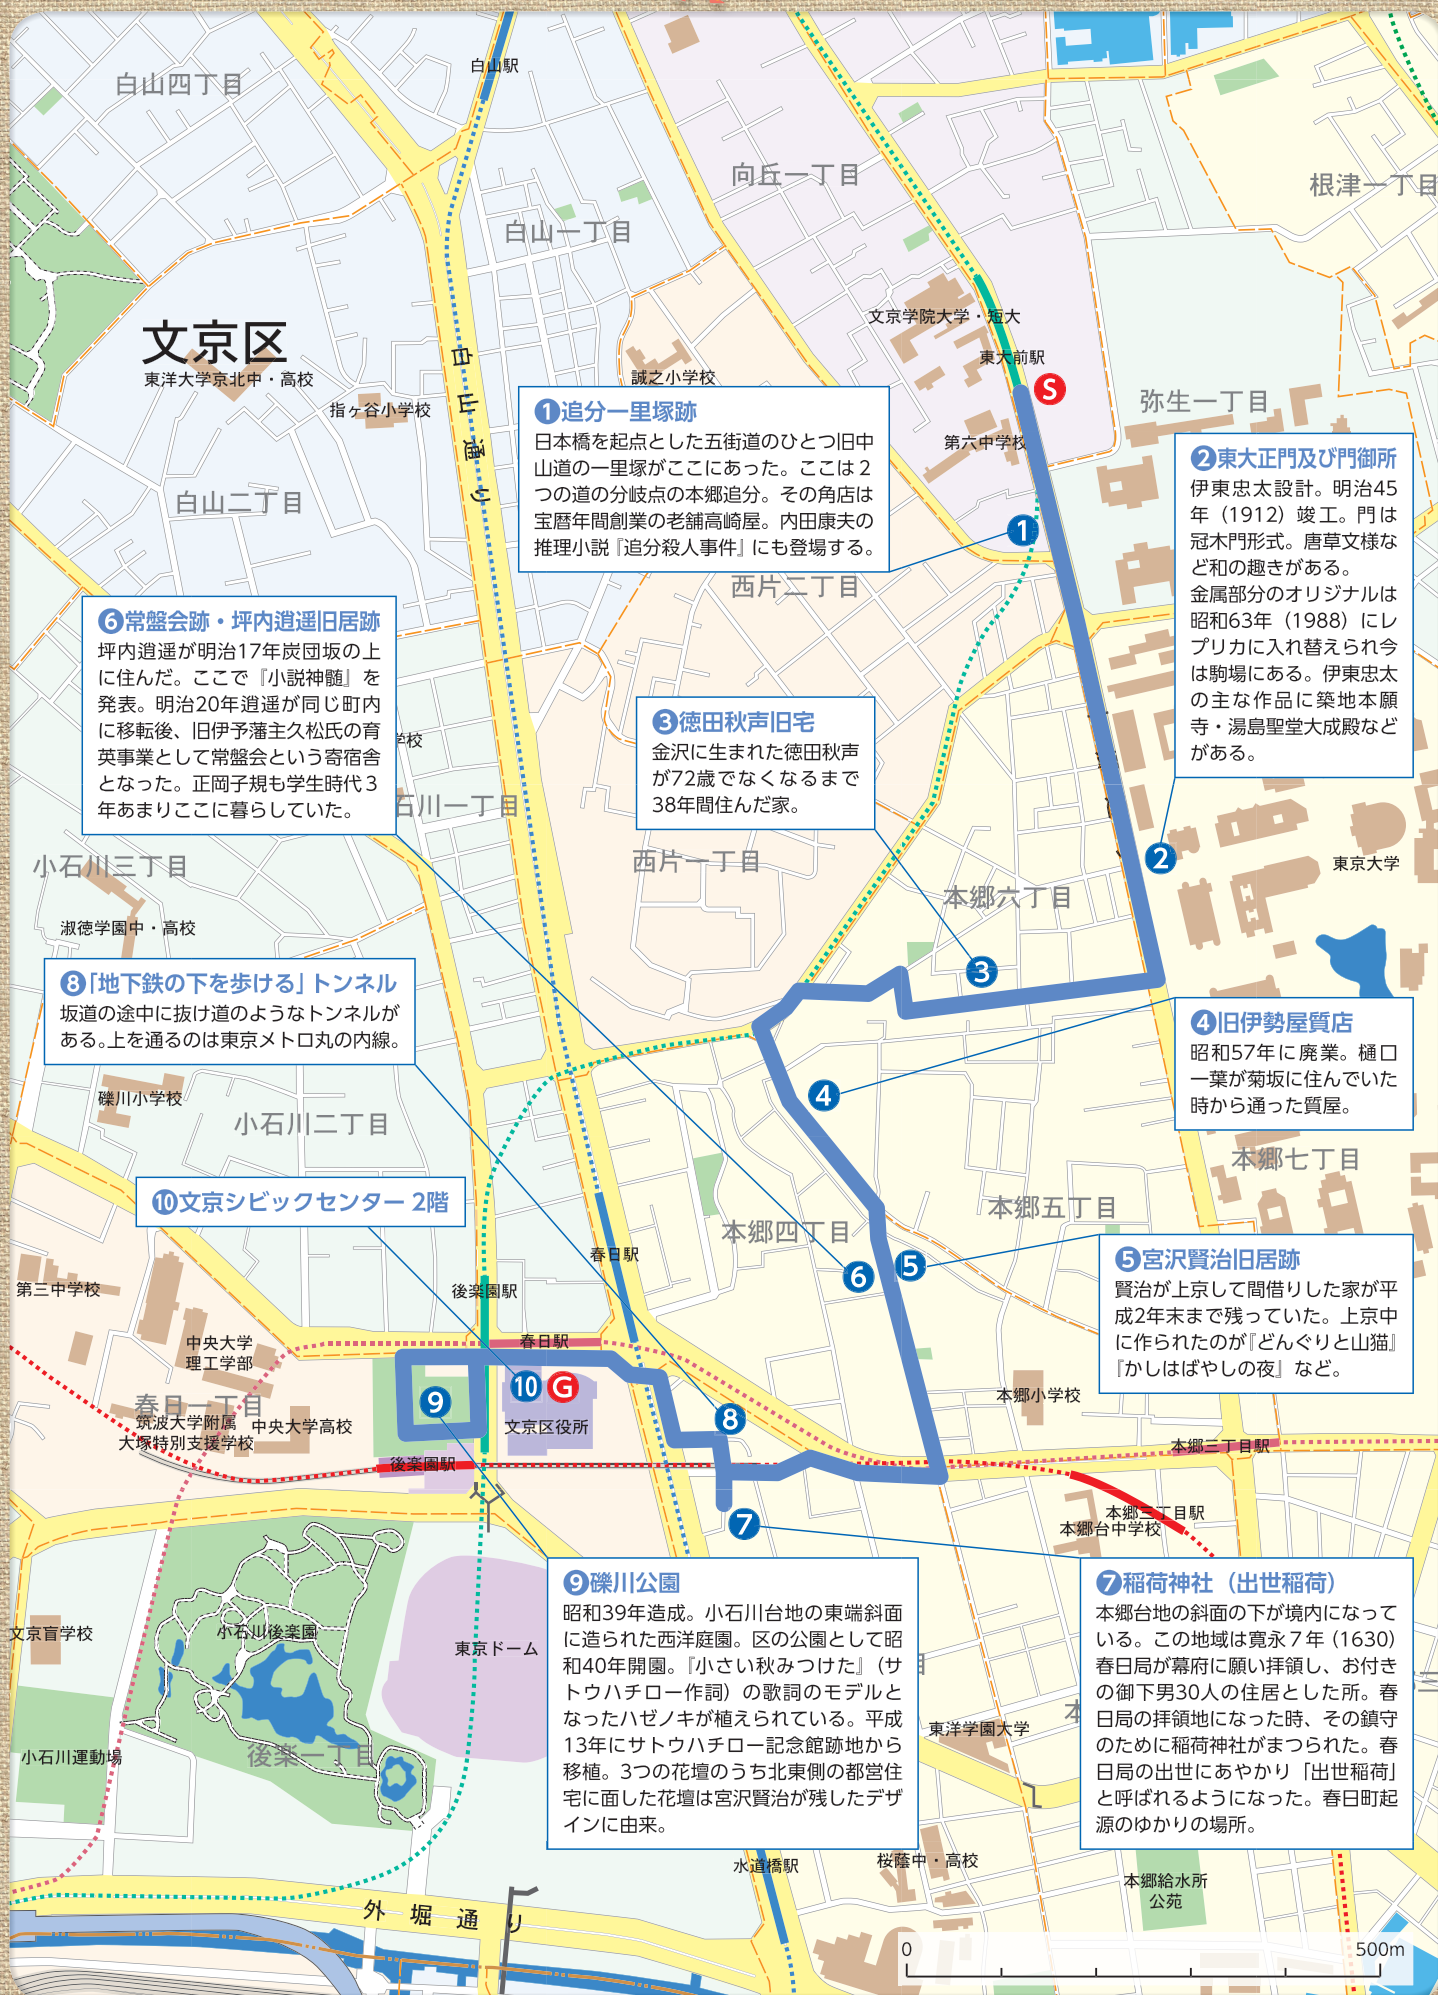 白山駅
白山四丁目
向丘一丁目
根津一丁目
白山一丁目
文京学院大学・短大
文京区
東洋大学京北中・高校
東大前駅
誠之小学校
S
指ヶ谷小学校
白山通り
弥生一丁目
第六中学校
白山二丁目
❶追分一里塚跡
日本橋を起点とした五街道のひとつ旧中
山道の一里塚がここにあった。ここは2
つの道の分岐点の本郷追分。その角店は
宝暦年間創業の老舗高崎屋。内田康夫の
推理小説『追分殺人事件』にも登場する。
1
❷東大正門及び門御所
伊東忠太設計。明治45
年（1912）竣工。門は
冠木門形式。唐草文様な
ど和の趣きがある。
金属部分のオリジナルは
昭和63年（1988）にレ
プリカに入れ替えられ今
は駒場にある。伊東忠太
の主な作品に築地本願
寺・湯島聖堂大成殿など
がある。
西片二丁目
❻常盤会跡・坪内逍遥旧居跡
坪内逍遥が明治17年炭団坂の上
に住んだ。ここで『小説神髄』を
発表。明治20年逍遥が同じ町内
に移転後、旧伊予藩主久松氏の育
英事業として常盤会という寄宿舎
となった。正岡子規も学生時代3
年あまりここに暮らしていた。
学校
石川一丁目
❸徳田秋声旧宅
金沢に生まれた徳田秋声
が72歳でなくなるまで
38年間住んだ家。
2
東京大学
小石川三丁目
西片一丁目
本郷六丁目
淑徳学園中・高校
3
❽「地下鉄の下を歩ける」トンネル
坂道の途中に抜け道のようなトンネルが
ある。上を通るのは東京メトロ丸の内線。
❹旧伊勢屋質店
昭和57年に廃業。樋口
一葉が菊坂に住んでいた
時から通った質屋。
4
礫川小学校
小石川二丁目
本郷七丁目
❿文京シビックセンター 2階
本郷五丁目
本郷四丁目
春日駅
6
5
❺宮沢賢治旧居跡
賢治が上京して間借りした家が平
成2年末まで残っていた。上京中
に作られたのが『どんぐりと山猫』
『かしはばやしの夜』など。
第三中学校
後楽園駅
中央大学
理工学部
春日駅
10
G
9
本郷小学校
春日一丁目
筑波大学附属
大塚特別支援学校
中央大学高校
文京区役所
8
本郷三丁目駅
後楽園駅
7
本郷三丁目駅
本郷台中学校
❾礫川公園
昭和39年造成。小石川台地の東端斜面
に造られた西洋庭園。区の公園として昭
和40年開園。『小さい秋みつけた』（サ
トウハチロー作詞）の歌詞のモデルと
なったハゼノキが植えられている。平成
13年にサトウハチロー記念館跡地から
移植。3つの花壇のうち北東側の都営住
宅に面した花壇は宮沢賢治が残したデザ
インに由来。
❼稲荷神社（出世稲荷）
本郷台地の斜面の下が境内になって
いる。この地域は寛永7年（1630）
春日局が幕府に願い拝領し、お付き
の御下男30人の住居とした所。春
日局の拝領地になった時、その鎮守
のために稲荷神社がまつられた。春
日局の出世にあやかり「出世稲荷」
と呼ばれるようになった。春日町起
源のゆかりの場所。
文京盲学校
小石川後楽園
東京ドーム
東洋学園大学
小石川運動場
後楽一丁目
水道橋駅
桜蔭中・高校
本郷給水所
公苑
外堀通り
0 500m